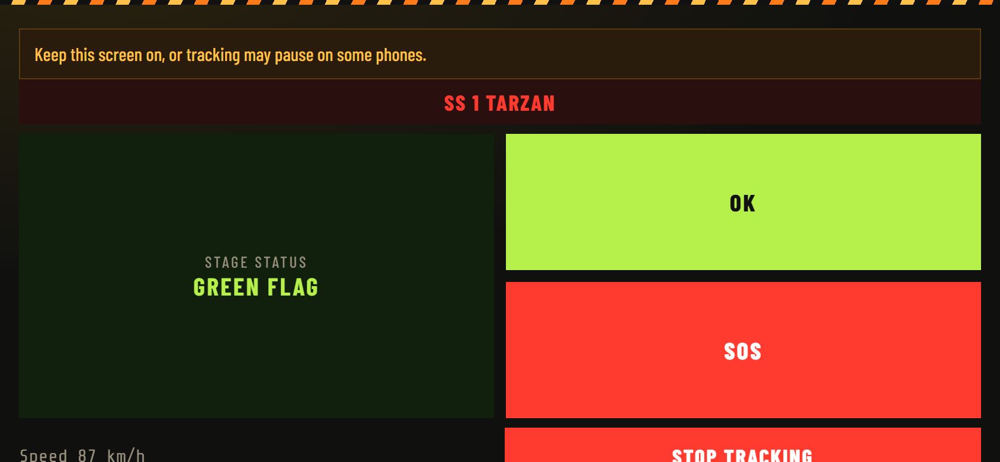 Keep this screen on, or tracking may pause on some phones.
SS 1 TARZAN
STAGE STATUS
GREEN FLAG
OK
SOS
Speed 87 km/h
STOP TRACKING